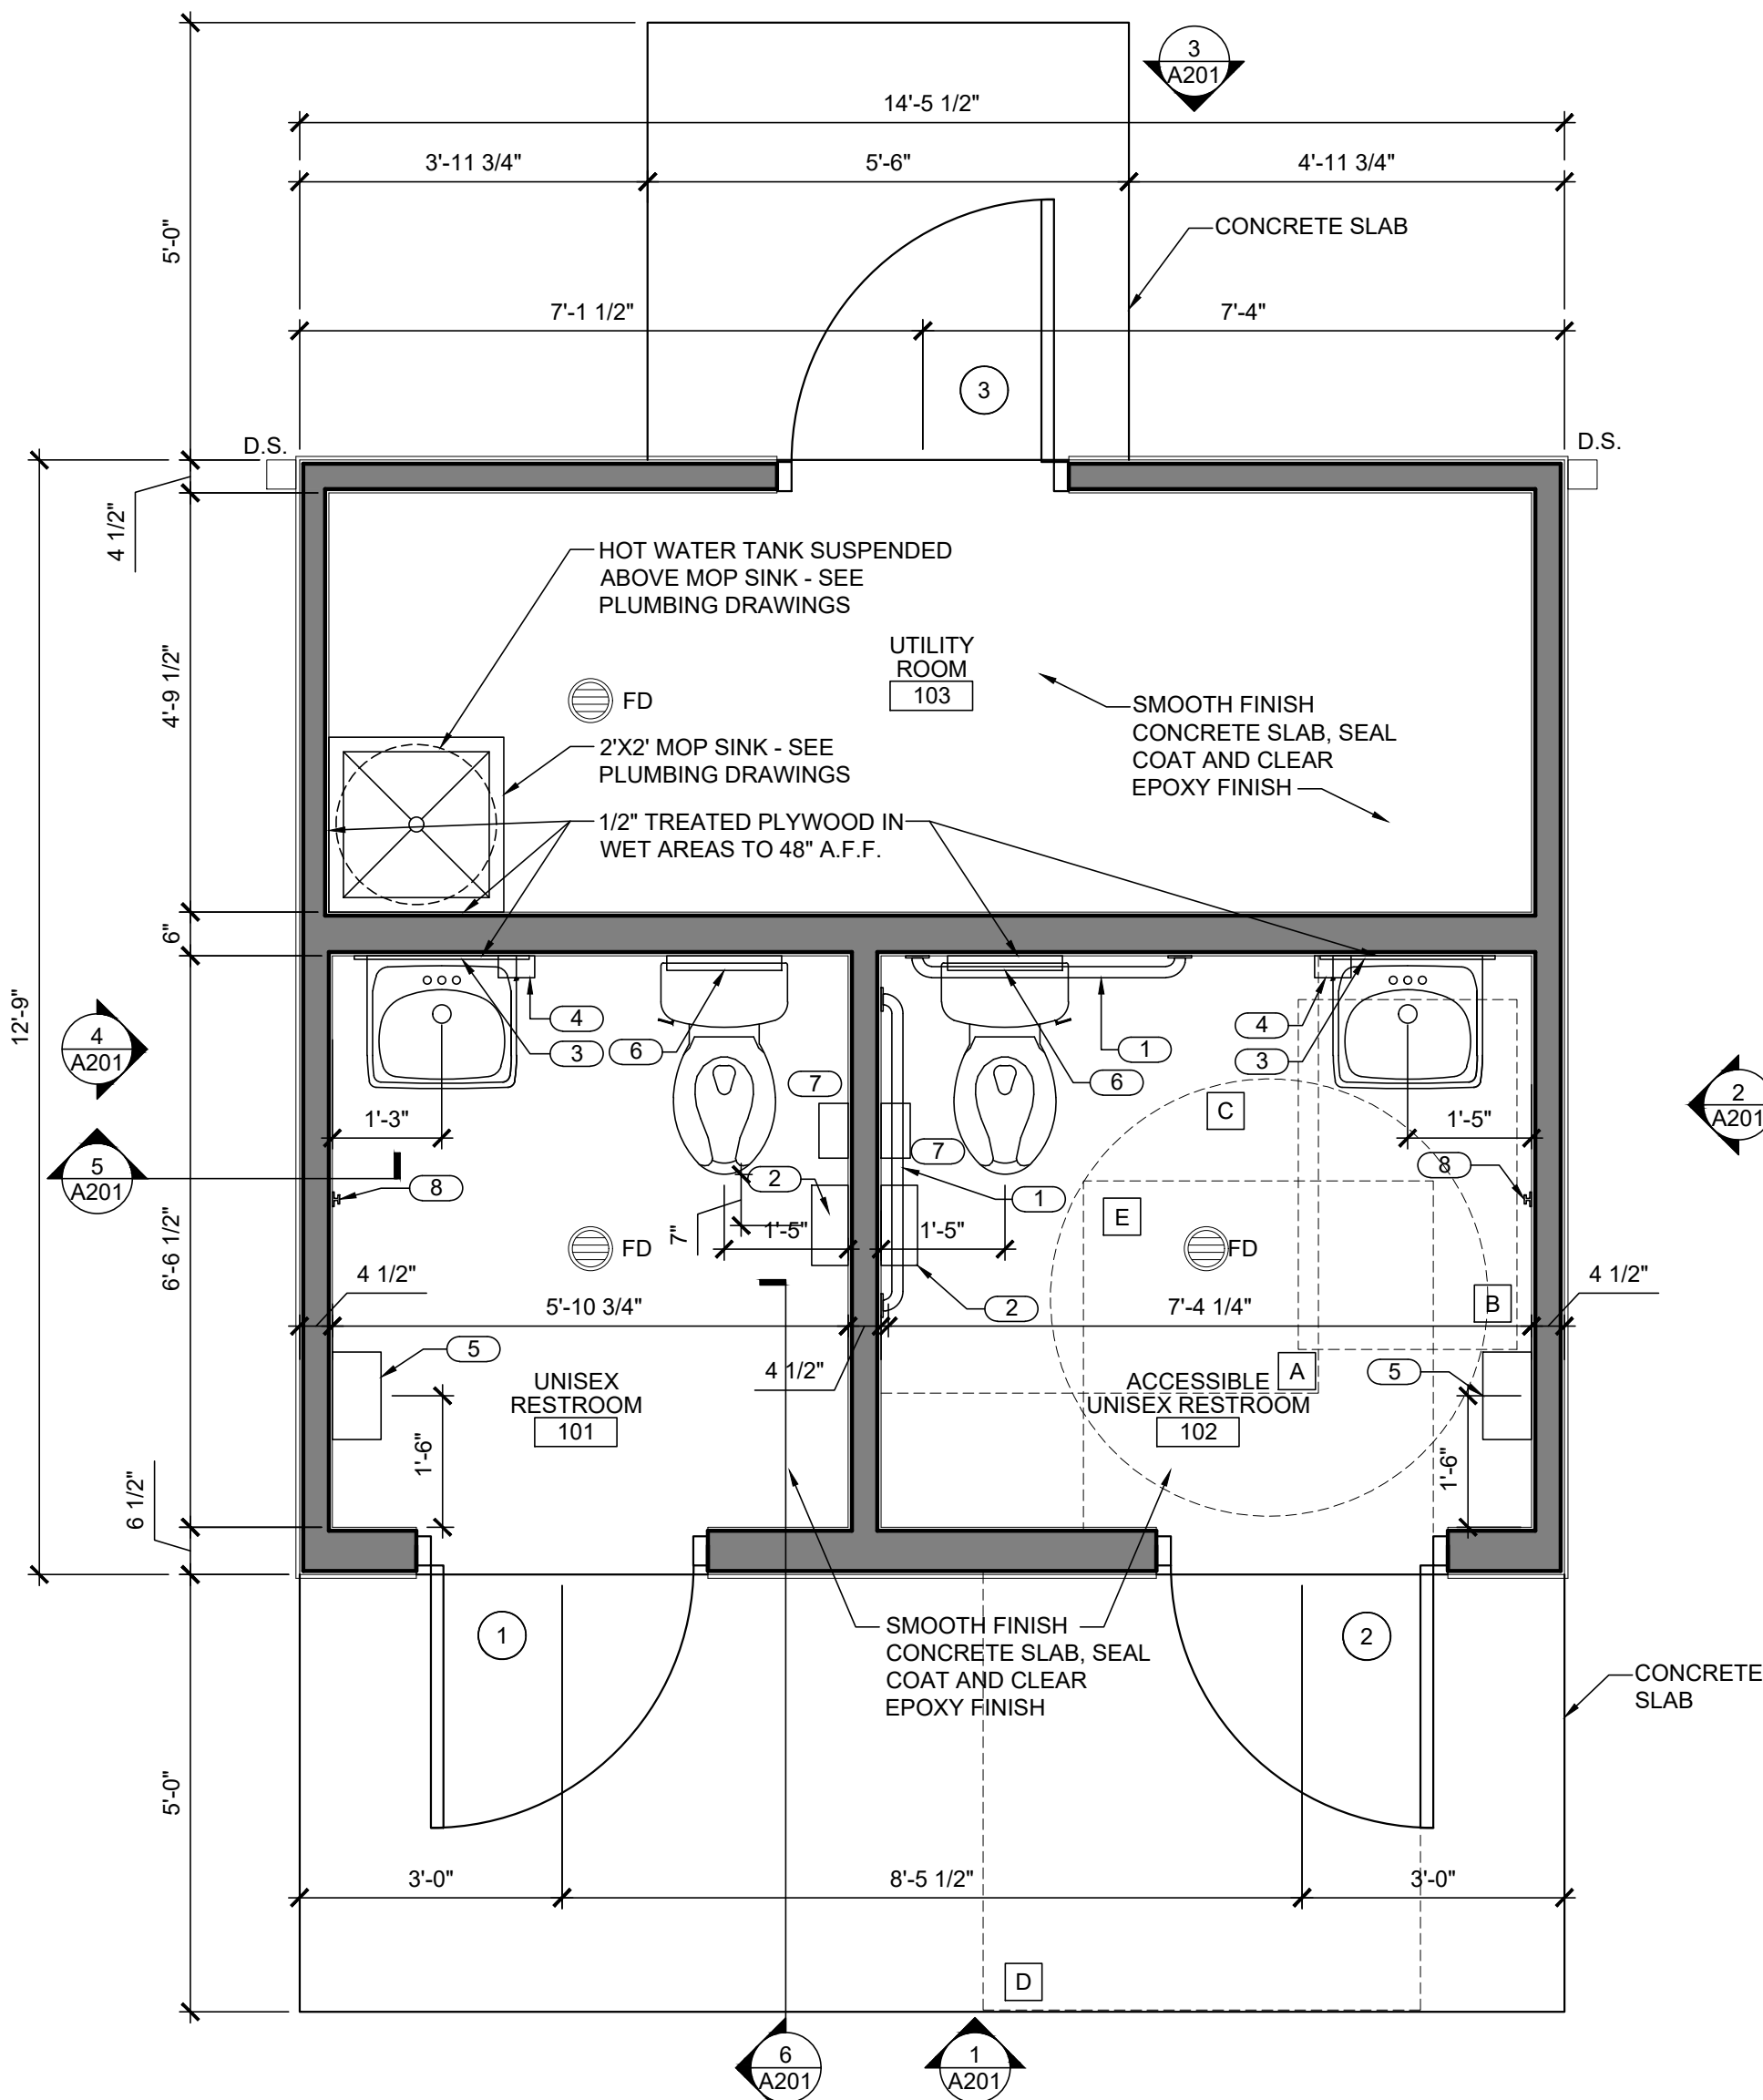 3
A201
14'-5 1/2"
3'-11 3/4"
5'-6"
4'-11 3/4"
5'-0"
CONCRETE SLAB
7'-1 1/2"
7'-4"
3
D.S.
D.S.
4 1/2"
HOT WATER TANK SUSPENDED
ABOVE MOP SINK - SEE
PLUMBING DRAWINGS
UTILITY
ROOM
103
4'-9 1/2"
FD
SMOOTH FINISH
CONCRETE SLAB, SEAL
COAT AND CLEAR
EPOXY FINISH
2'X2' MOP SINK - SEE
PLUMBING DRAWINGS
1/2" TREATED PLYWOOD IN
WET AREAS TO 48" A.F.F.
6"
12'-9"
4
A201
4
3
6
7
4
3
1
6
C
2
A201
1'-3"
1'-5"
5
A201
8
2
7
1
8
E
7"
1'-5"
1'-5"
FD
FD
6'-6 1/2"
4 1/2"
5'-10 3/4"
2
7'-4 1/4"
B
4 1/2"
5
4 1/2"
A
5
UNISEX
RESTROOM
101
ACCESSIBLE
UNISEX RESTROOM
102
1'-6"
1'-6"
6 1/2"
1
2
SMOOTH FINISH
CONCRETE SLAB, SEAL
COAT AND CLEAR
EPOXY FINISH
CONCRETE
SLAB
5'-0"
3'-0"
8'-5 1/2"
3'-0"
D
6
A201
1
A201